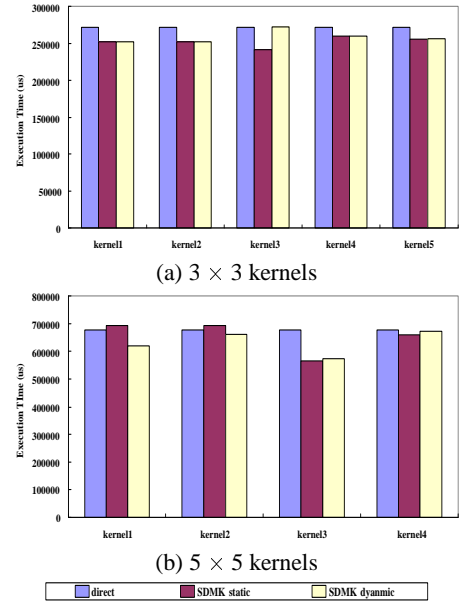 300000
250000
200000
150000
100000
50000
0
Execution Time (us)
kernel1 kernel2 kernel3 kernel4 kernel5
(a) 3 × 3 kernels
800000
700000
600000
500000
400000
300000
200000
100000
0
Execution TIme (us)
kernel1 kernel2 kernel3 kernel4
(b) 5 × 5 kernels
direct SDMK static SDMK dyanmic